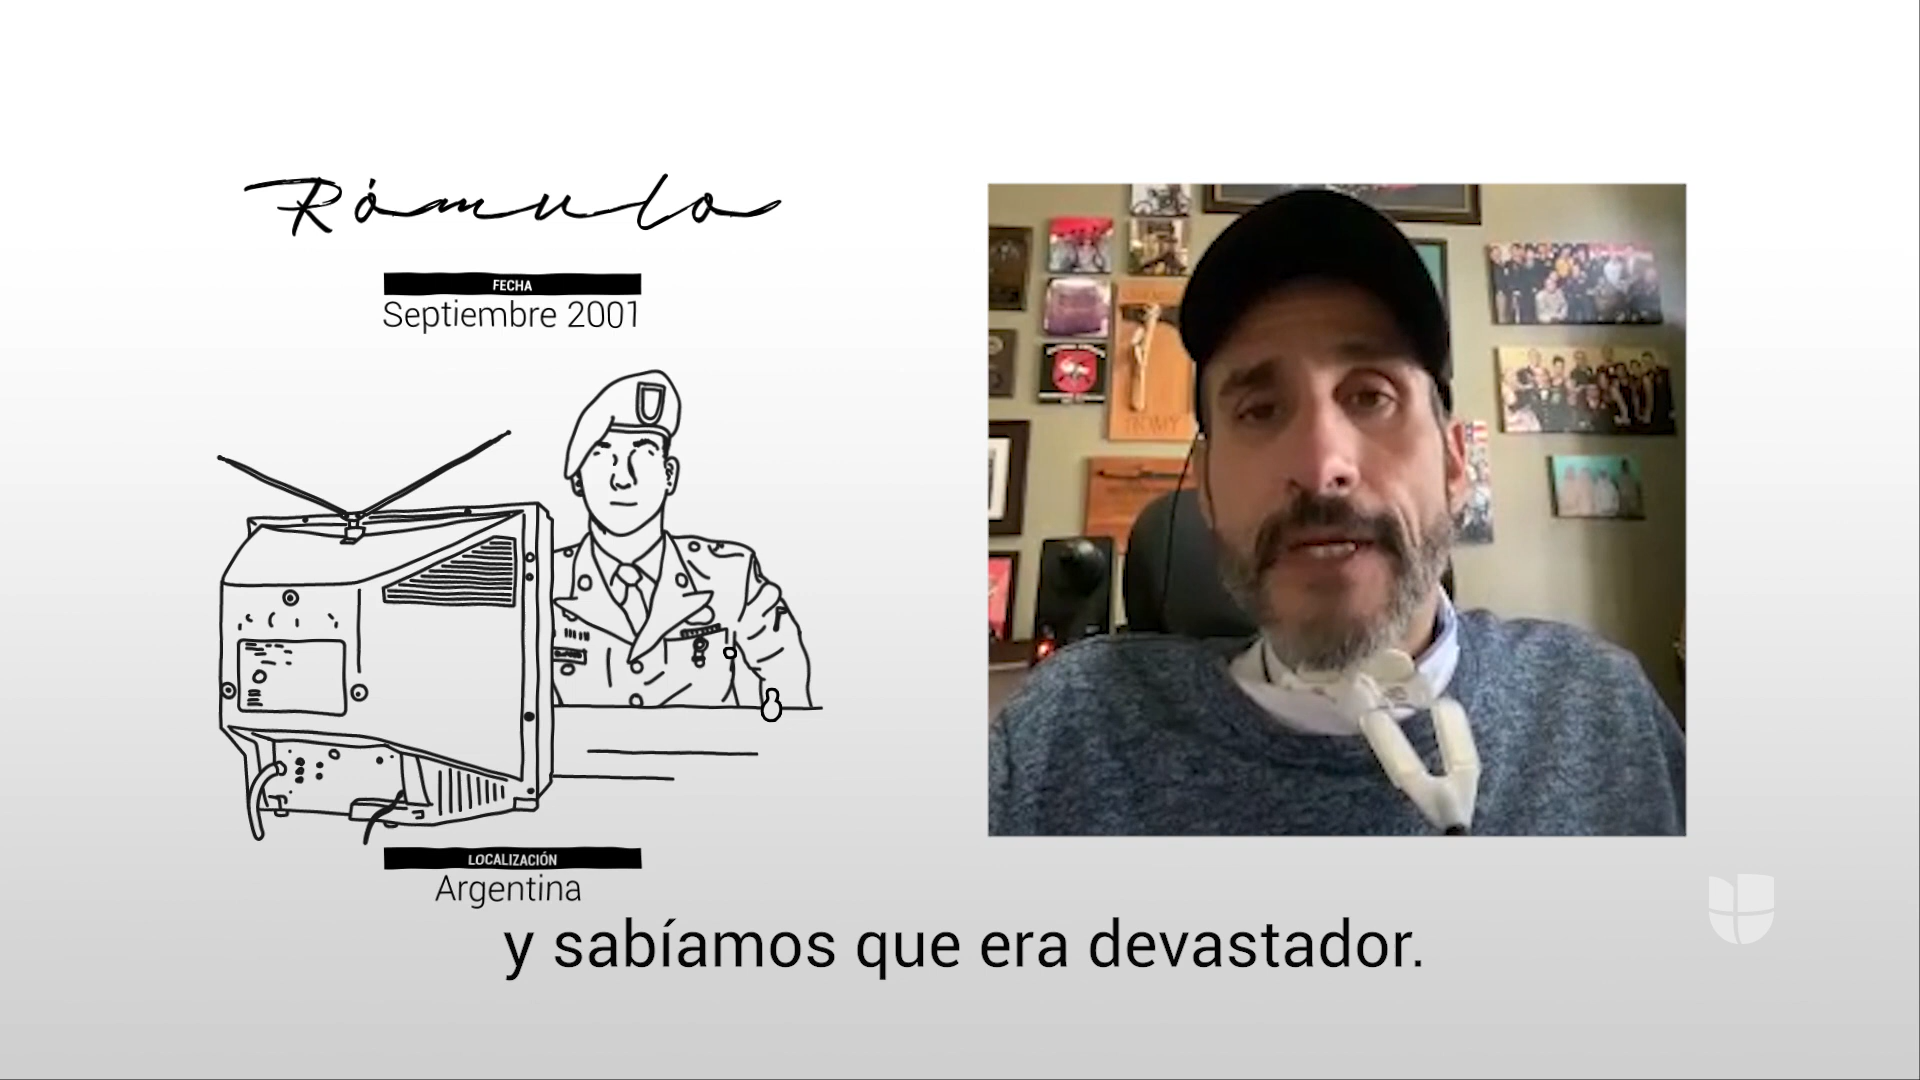 Rómulo
FECHA
Septiembre 2001
LOCALIZACIÓN
Argentina
y sabíamos que era devastador.